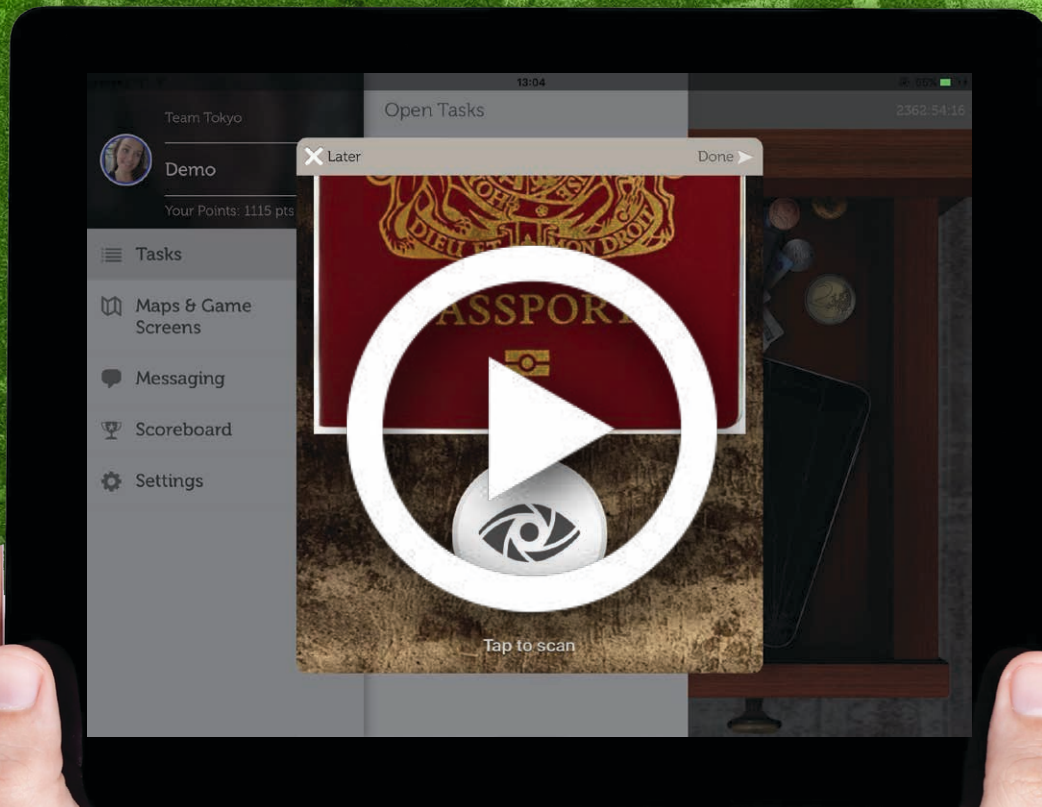 13:04
55%
Team Tokyo
Open Tasks
2362:54:16
Later
Done
Demo
Your Points: 1115 pts
DIEU ET MON DROIT
PASSPORT
Tasks
Maps & Game
Screens
Messaging
Scoreboard
Settings
Tap to scan